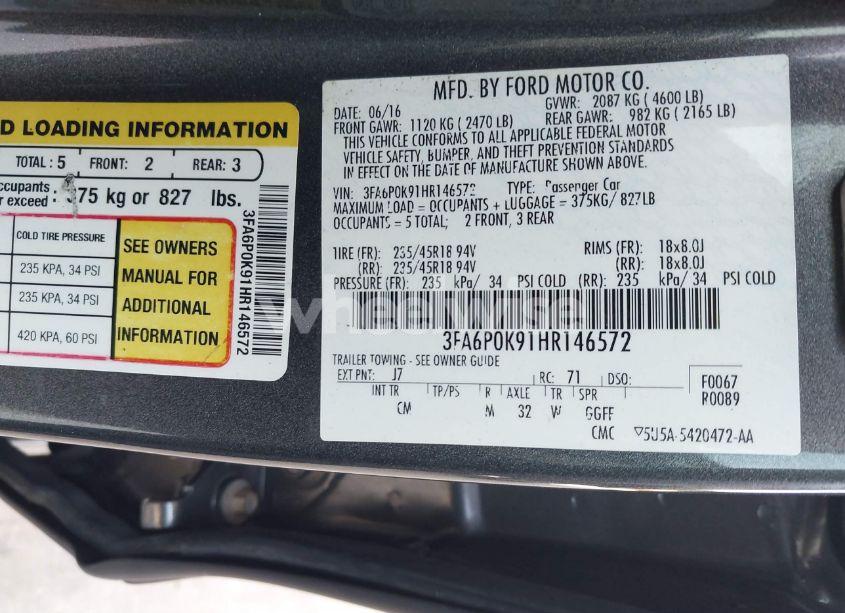 D LOADING INFORMATION
TOTAL : 5 FRONT: 2 REAR: 3
ccupants
r exceed : 375 kg or 827 lbs.
COLD TIRE PRESSURE
235 KPA, 34 PSI
235 KPA, 34 PSI
420 KPA, 60 PSI
SEE OWNERS
MANUAL FOR
ADDITIONAL
INFORMATION
3FA6P0K91HR146572
MFD. BY FORD MOTOR CO.
DATE: 06/16 GVWR: 2087 KG ( 4600 LB)
FRONT GAWR: 1120 KG ( 2470 LB) REAR GAWR: 982 KG ( 2165 LB)
THIS VEHICLE CONFORMS TO ALL APPLICABLE FEDERAL MOTOR
VEHICLE SAFETY, BUMPER, AND THEFT PREVENTION STANDARDS
IN EFFECT ON THE DATE OF MANUFACTURE SHOWN ABOVE.
VIN: 3FA6P0K91HR146572 TYPE: Passenger Car
MAXIMUM LOAD = OCCUPANTS + LUGGAGE = 375KG/ 827LB
OCCUPANTS = 5 TOTAL; 2 FRONT, 3 REAR
TIRE (FR): 235/45R18 94V RIMS (FR): 18x8.0J
(RR): 235/45R18 94V (RR): 18x8.0J
PRESSURE (FR): 235 kPa/ 34 PSI COLD (RR): 235 kPa/ 34 PSI COLD
wheelwise
3FA6P0K91HR146572
TRAILER TOWING - SEE OWNER GUIDE
EXT PNT: J7 RC: 71 DSO: F0067
R0089
INT TR TP/PS R AXLE TR SPR
CM M 32 W GGFF
CMC ▽5U5A-5420472-AA